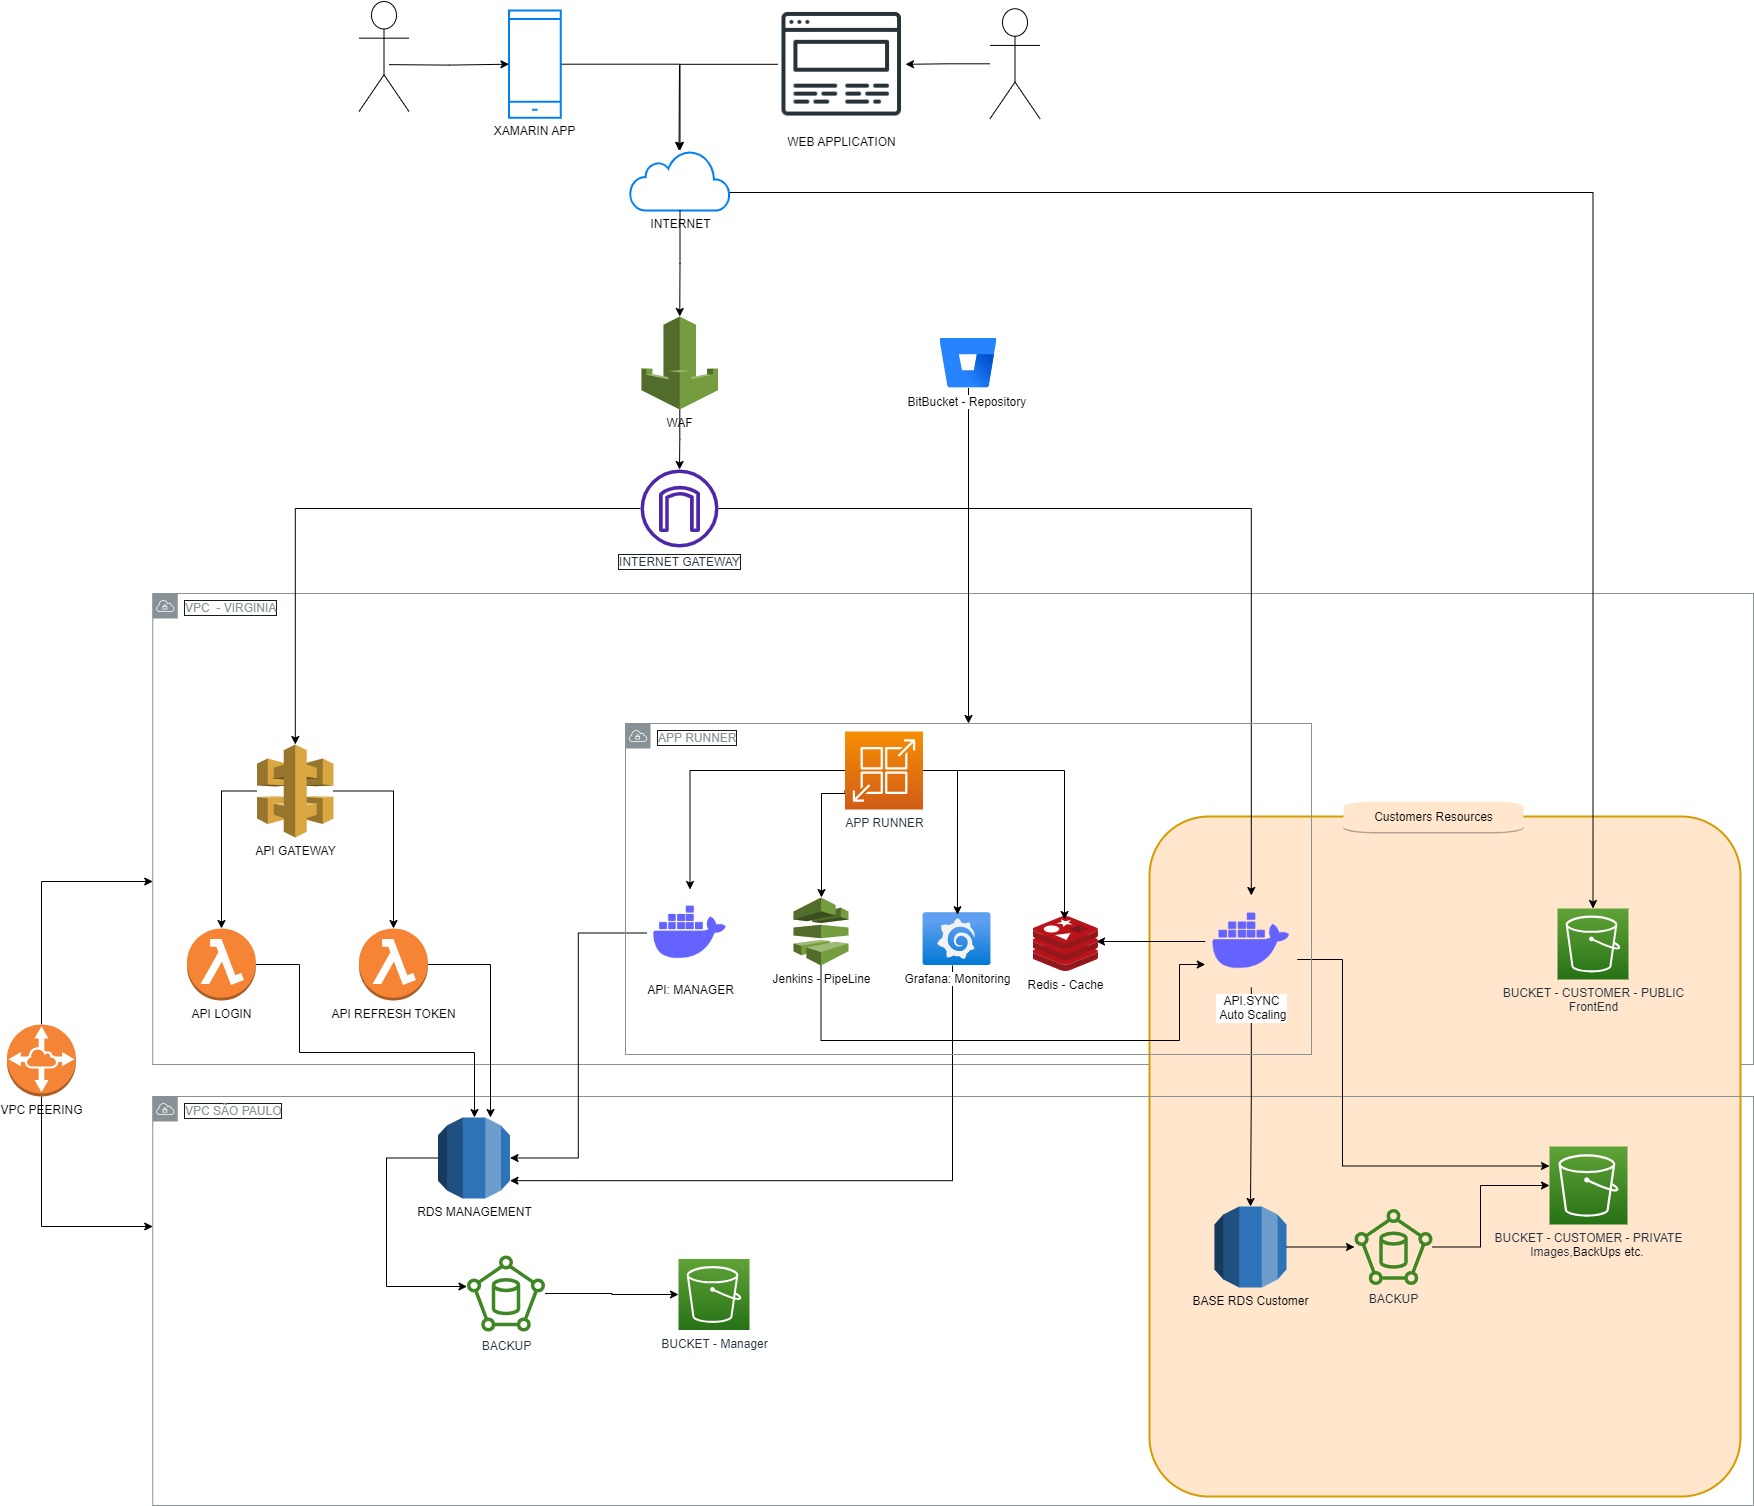 XAMARIN APP
WEB APPLICATION
INTERNET
WAF
BitBucket - Repository
INTERNET GATEWAY
VPC - VIRGINIA
APP RUNNER
APP RUNNER
Customers Resources
API GATEWAY
Jenkins - PipeLine
Grafana: Monitoring
Redis - Cache
API: MANAGER
API.SYNC
Auto Scaling
BUCKET - CUSTOMER - PUBLIC
FrontEnd
API LOGIN
API REFRESH TOKEN
VPC PEERING
VPC SÃO PAULO
RDS MANAGEMENT
BUCKET - CUSTOMER - PRIVATE
Images,BackUps etc.
BASE RDS Customer
BACKUP
BACKUP
BUCKET - Manager